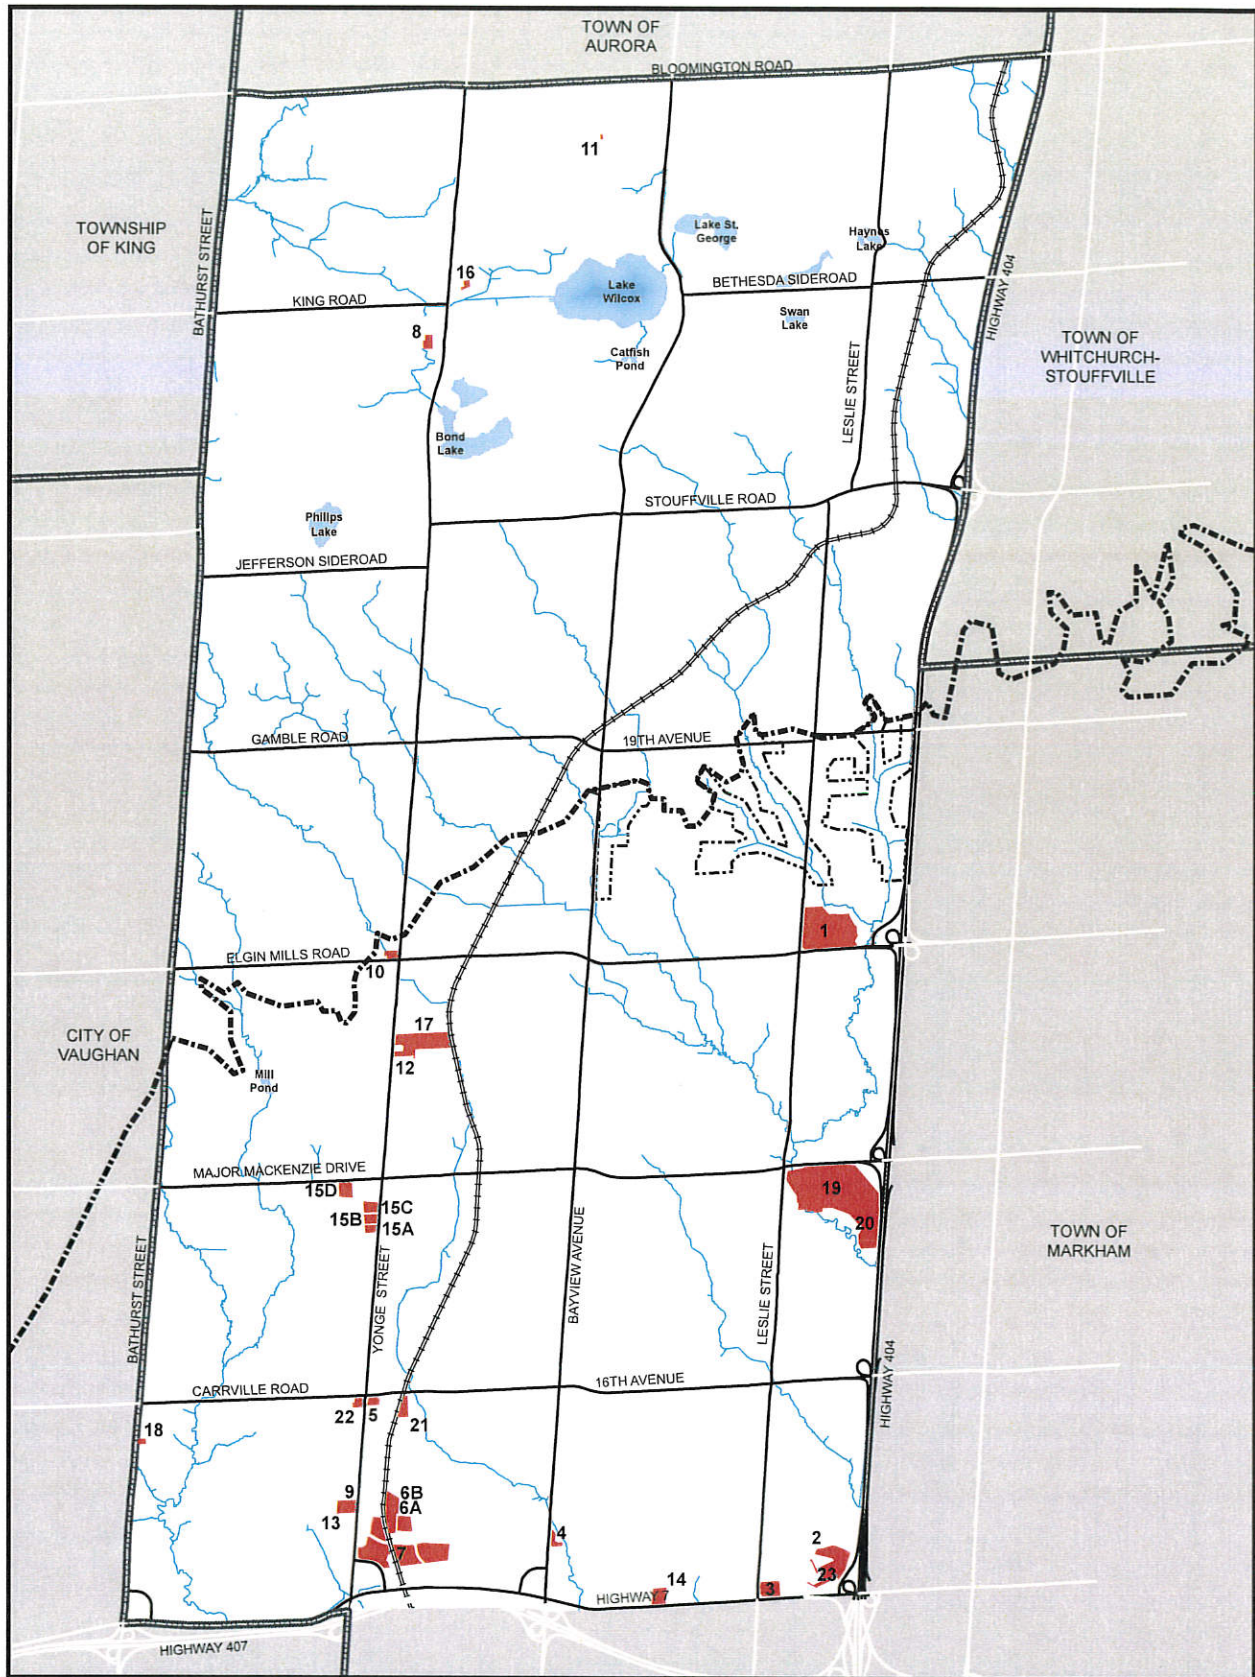 TOWN OF
AURORA
BLOOMINGTON ROAD
11
TOWNSHIP
OF KING
BATHURST STREET
Lake St.
George
Haynes
Lake
16
KING ROAD
Lake
Wilcox
BETHESDA SIDEROAD
HIGHWAY 404
8
Swan
Lake
Catfish
Pond
TOWN OF
WHITCHURCH-
STOUFFVILLE
LESLIE STREET
Bond
Lake
STOUFFVILLE ROAD
Philips
Lake
JEFFERSON SIDEROAD
GAMBLE ROAD
19TH AVENUE
1
ELGIN MILLS ROAD
10
17
12
CITY OF
VAUGHAN
Mill
Pond
MAJOR MACKENZIE DRIVE
15D
15C
15B
15A
19
20
TOWN OF
MARKHAM
BATHURST STREET
YONGE STREET
BAYVIEW AVENUE
LESLIE STREET
HIGHWAY 404
CARRVILLE ROAD
16TH AVENUE
22
5
21
18
9
13
6B
6A
7
4
2
23
14
3
HIGHWAY 7
HIGHWAY 407